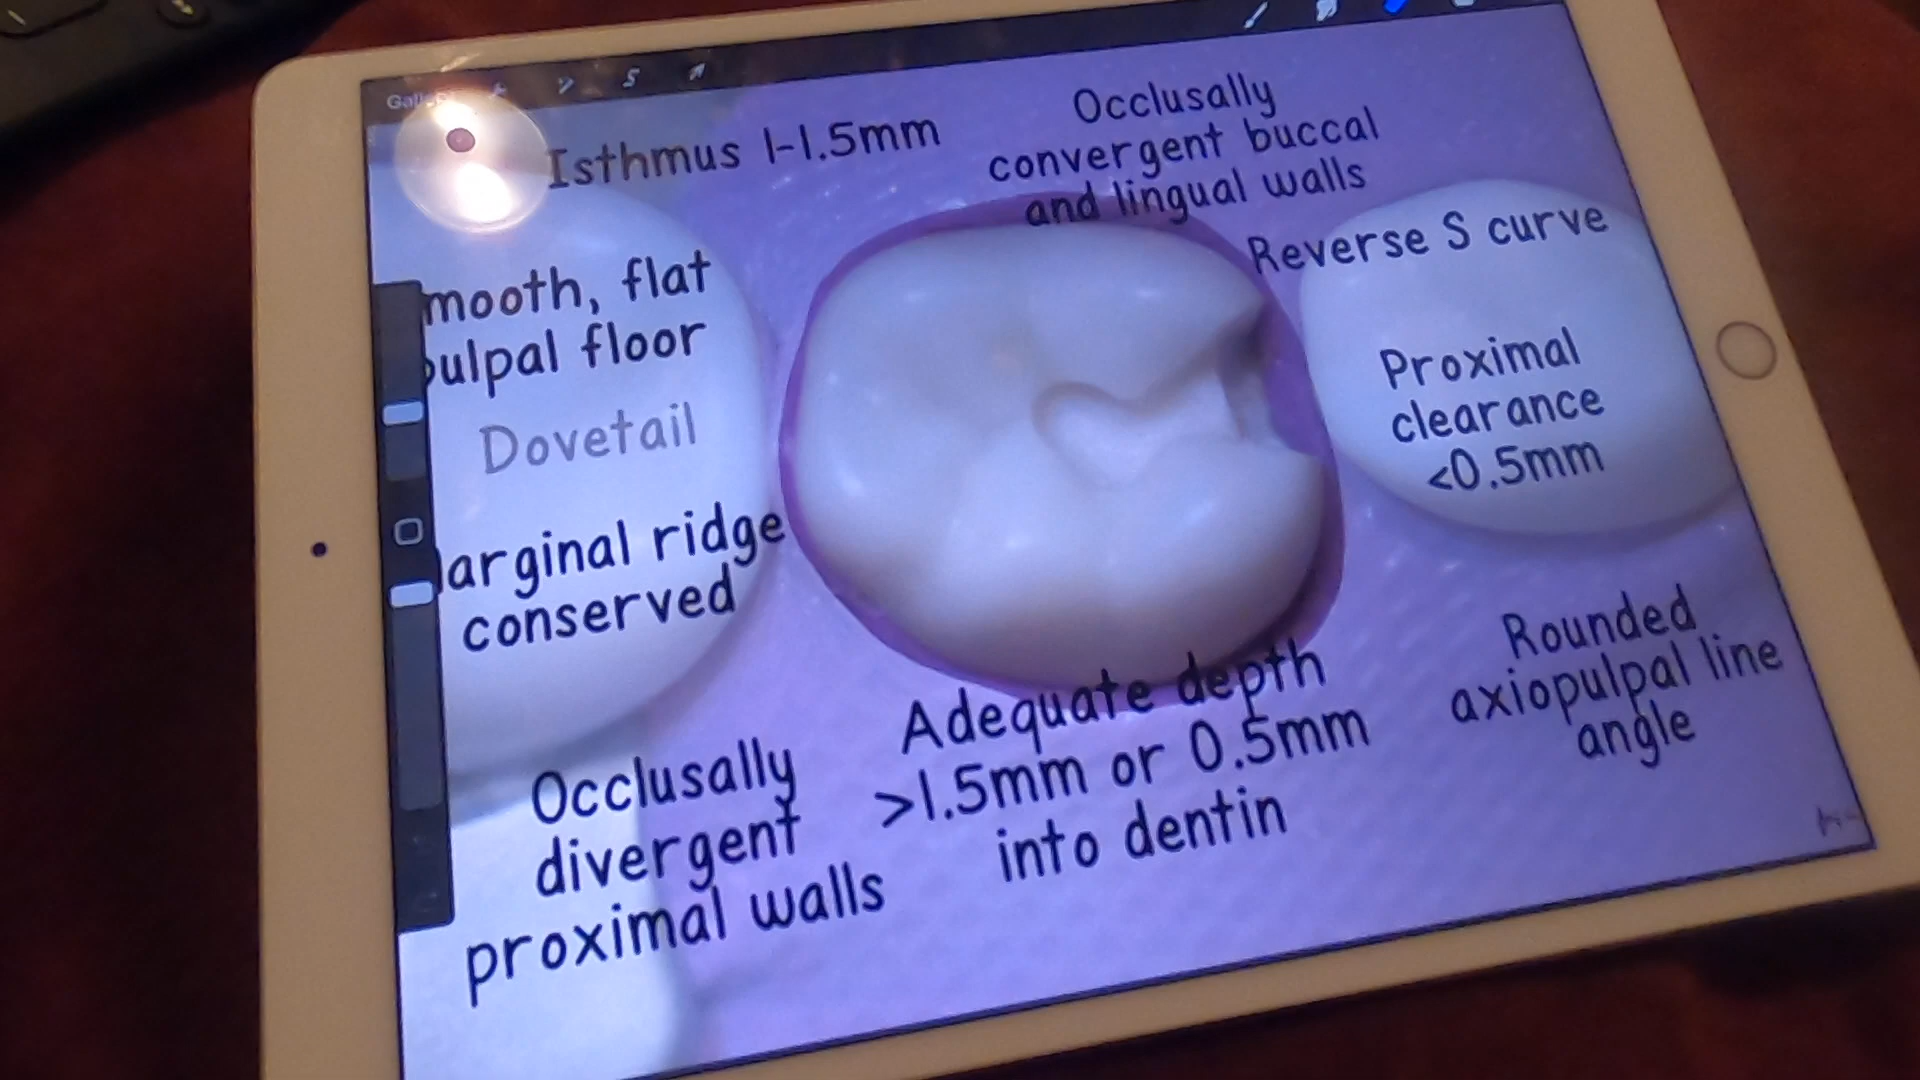 Isthmus 1-1.5mm
Occlusally
convergent buccal
and lingual walls
Reverse S curve
mooth, flat
pulpal floor
Dovetail
Proximal
clearance
<0.5mm
arginal ridge
conserved
Rounded
axiopulpal line
angle
Adequate depth
>1.5mm or 0.5mm
into dentin
Occlusally
divergent
proximal walls